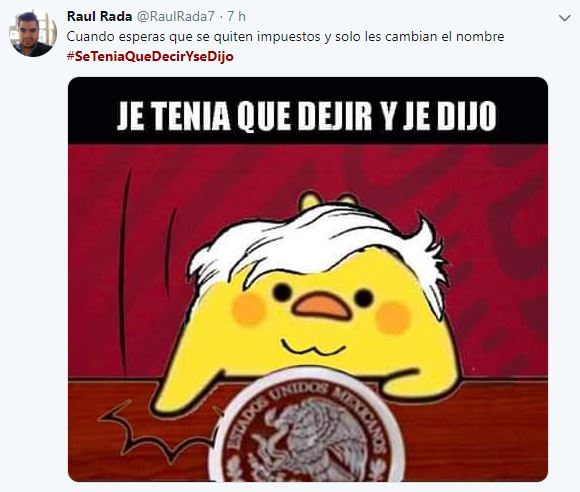 Raul Rada @RaulRada7 · 7 h
Cuando esperas que se quiten impuestos y solo les cambian el nombre
#SeTeniaQueDecirYseDijo
JE TENIA QUE DEJIR Y JE DIJO
ESTADOS UNIDOS MEXICANOS